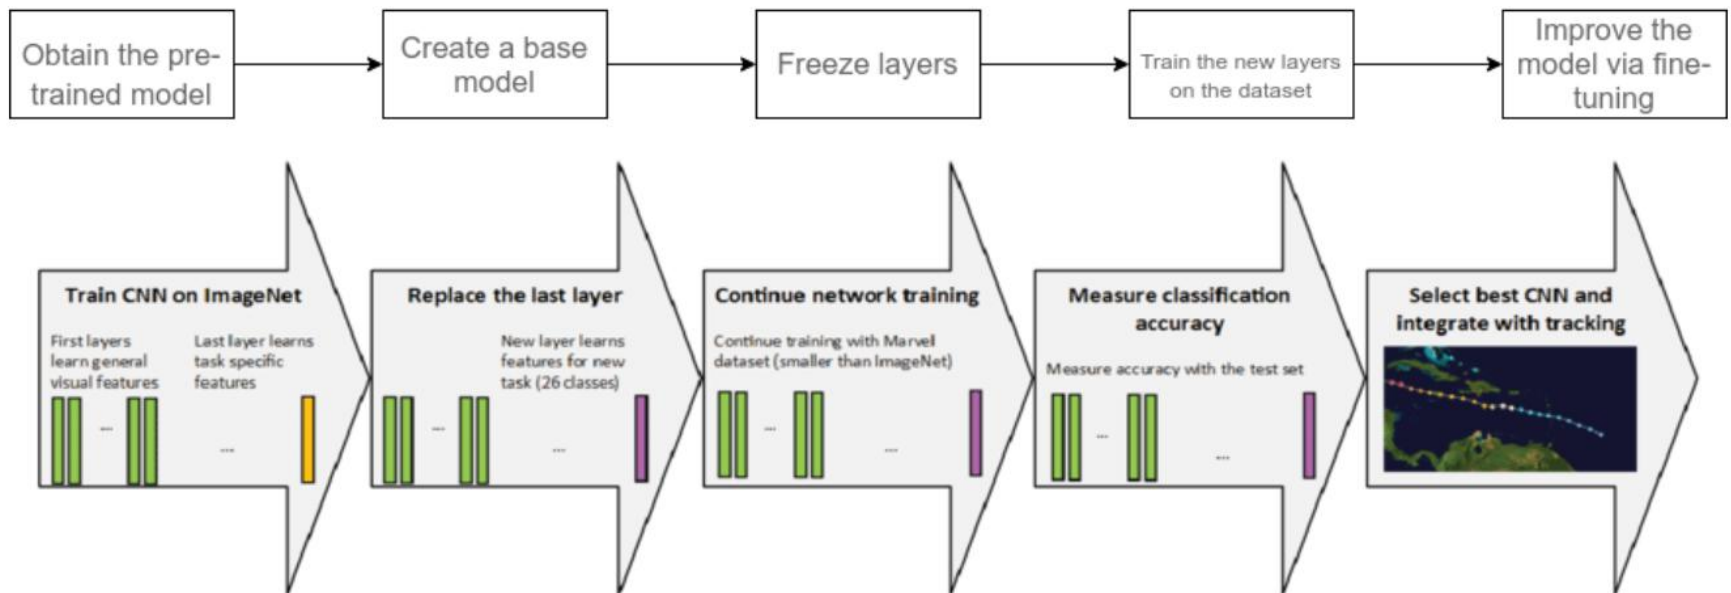 Obtain the pre-
trained model
Create a base
model
Freeze layers
Train the new layers
on the dataset
Improve the
model via fine-
tuning
Train CNN on ImageNet
First layers
learn general
visual features
Last layer learns
task specific
features
...
....
Replace the last layer
New layer learns
features for new
task (26 classes)
...
....
Continue network training
Continue training with Marvel
dataset (smaller than ImageNet)
...
....
Measure classification
accuracy
Measure accuracy with the test set
...
....
Select best CNN and
integrate with tracking